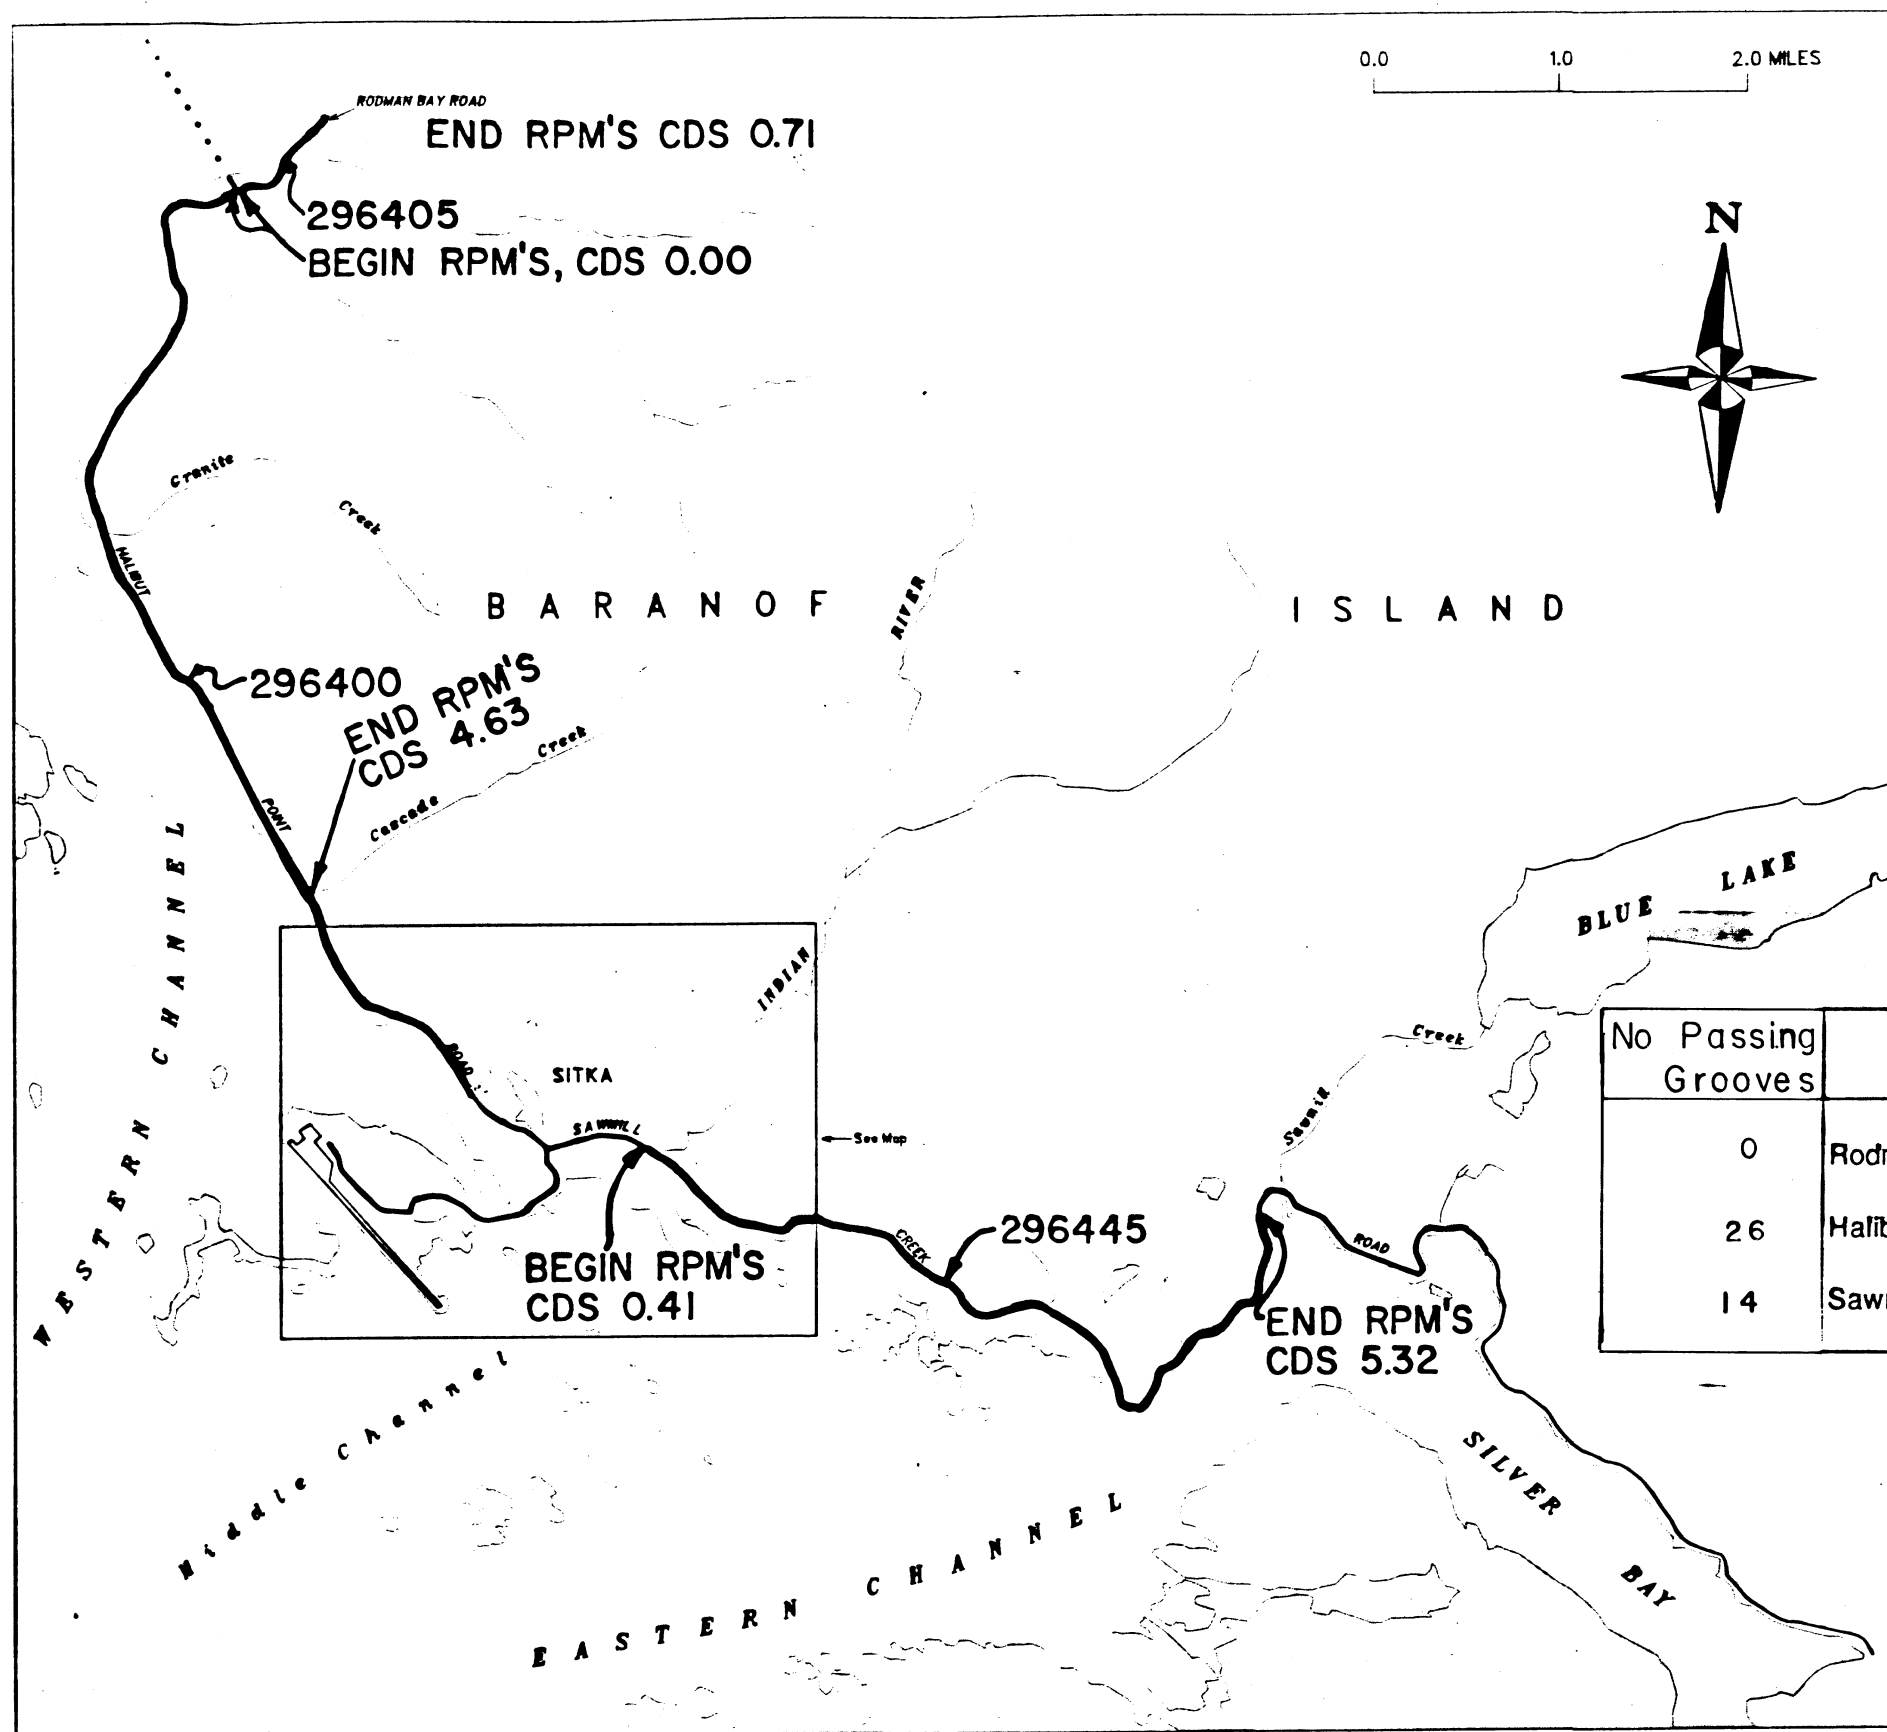 0.0 1.0 2.0 MILES
RODMAN BAY ROAD
END RPM'S CDS 0.71
296405
BEGIN RPM'S, CDS 0.00
N
Granite
Creek
HALIBUT
BARANOF ISLAND
RIVER
296400
END RPM'S
CDS 4.63
Creek
Cascade
POINT
WESTERN CHANNEL
BLUE LAKE
INDIAN
No Passing
Grooves
Creek
ROAD
SITKA
Sawmill
SAWMILL
See Map
0
26
14
CREEK
296445
ROAD
BEGIN RPM'S
CDS 0.41
END RPM'S
CDS 5.32
Middle Channel
SILVER
BAY
EASTERN CHANNEL